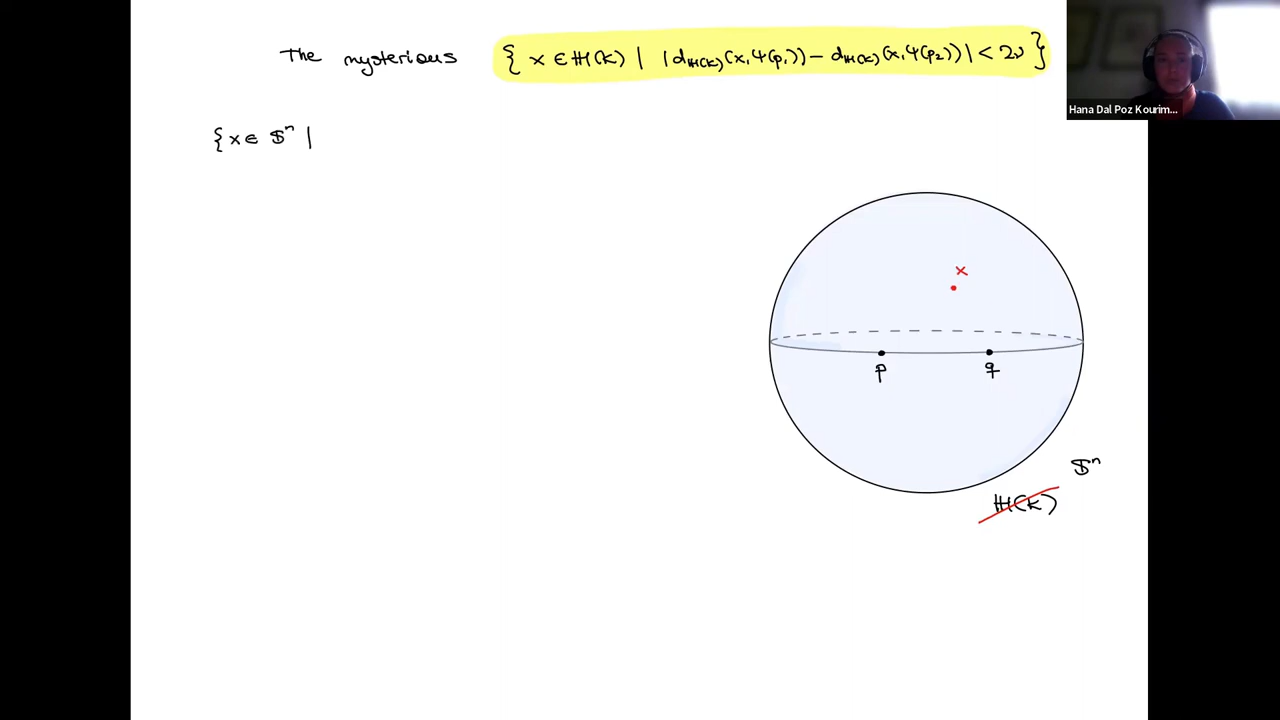 The mysterious { x ∈ ℍ(k) | |d_ℍ(k)(x, Ψ(p₁)) − d_ℍ(k)(x, Ψ(p₂))| < 2ν }
Hana Dal Poz Kourim...
{ x ∈ 𝕊ⁿ |
x
p
q
𝕊ⁿ
ℍ(k)